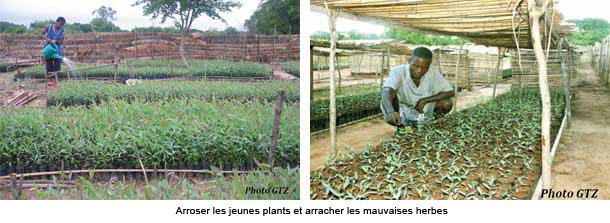 Photo GTZ
Photo GTZ
Arroser les jeunes plants et arracher les mauvaises herbes